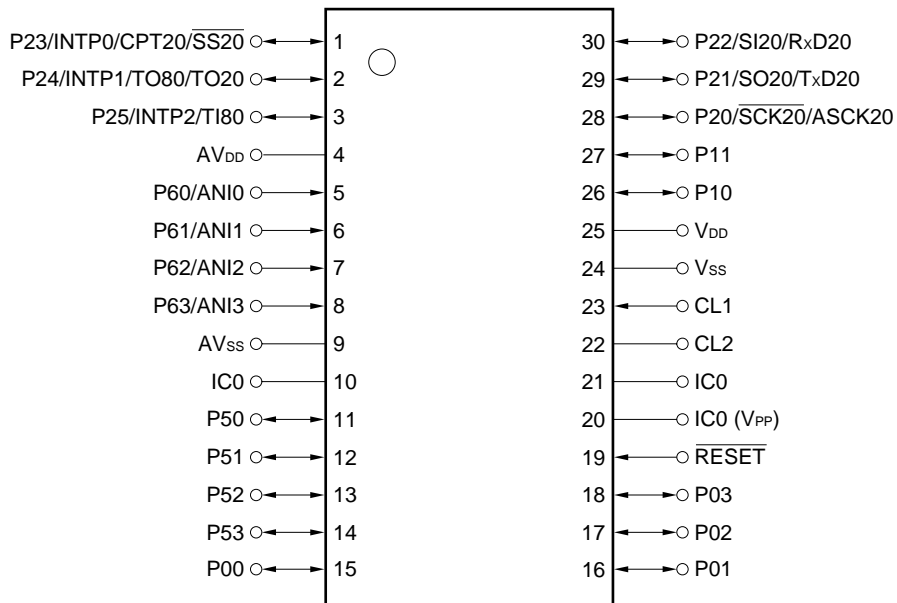 P23/INTP0/CPT20/SS20 1 30 P22/SI20/RxD20
P24/INTP1/TO80/TO20 2 29 P21/SO20/TxD20
P25/INTP2/TI80 3 28 P20/SCK20/ASCK20
AVDD 4 27 P11
P60/ANI0 5 26 P10
P61/ANI1 6 25 VDD
P62/ANI2 7 24 VSS
P63/ANI3 8 23 CL1
AVSS 9 22 CL2
IC0 10 21 IC0
P50 11 20 IC0 (VPP)
P51 12 19 RESET
P52 13 18 P03
P53 14 17 P02
P00 15 16 P01